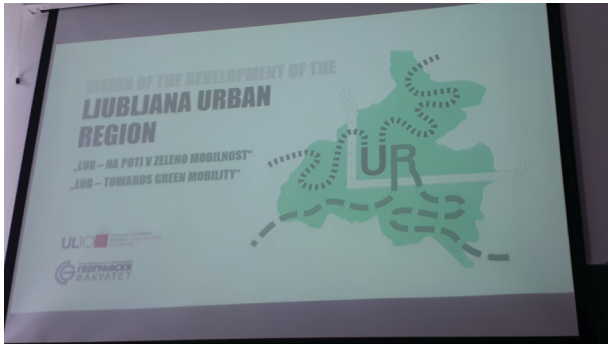 VISION OF THE DEVELOPMENT OF THE
LJUBLJANA URBAN
REGION
„LUR – NA POTI V ZELENO MOBILNOST"
„LUR – TOWARDS GREEN MOBILITY"
LUR
UL
ГЕОГРАФСКИ
ФАКУЛТЕТ